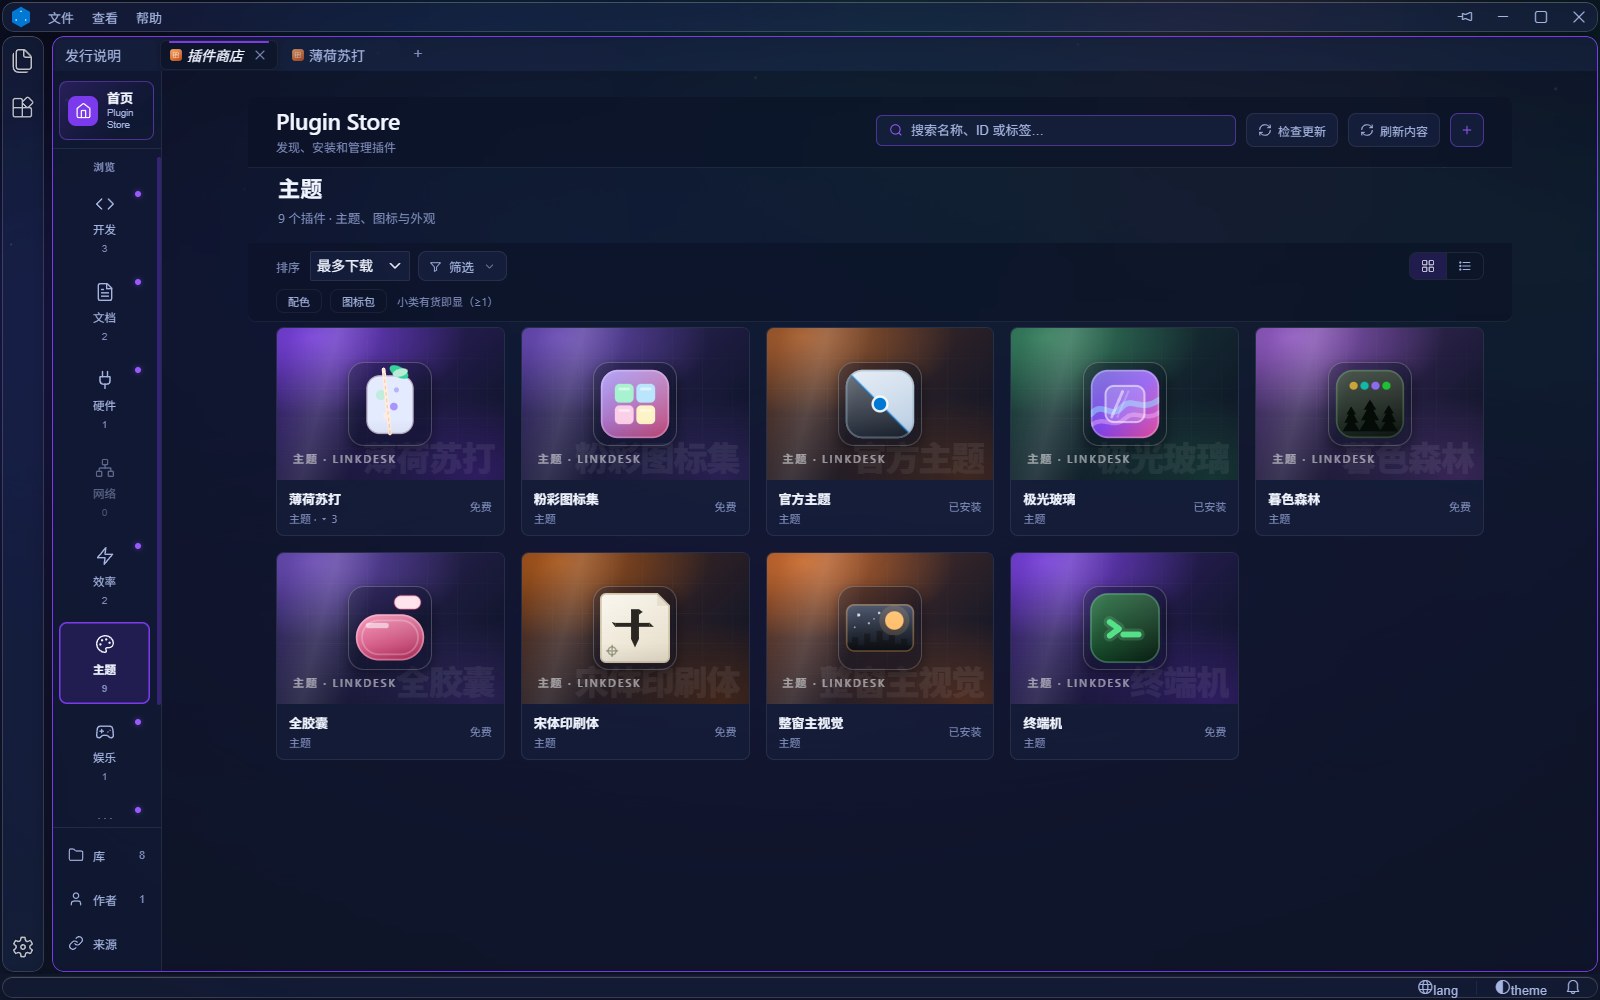 文件 查看 帮助
发行说明 插件商店 薄荷苏打 +
首页
Plugin
Store
浏览
开发
3
文档
2
硬件
1
网络
0
效率
2
主题
9
娱乐
1
...
库 8
作者 1
来源
Plugin Store
发现、安装和管理插件
搜索名称、ID 或标签...
检查更新 刷新内容 +
主题
9 个插件 · 主题、图标与外观
排序 最多下载 筛选
配色 图标包 小类有货即显（≥1）
薄荷苏打
主题 · LINKDESK
薄荷苏打
主题 · · 3
免费
粉彩图标集
主题 · LINKDESK
粉彩图标集
主题
免费
官方主题
主题 · LINKDESK
官方主题
主题
已安装
极光玻璃
主题 · LINKDESK
极光玻璃
主题
已安装
暮色森林
主题 · LINKDESK
暮色森林
主题
免费
全胶囊
主题 · LINKDESK
全胶囊
主题
免费
宋体印刷体
主题 · LINKDESK
宋体印刷体
主题
免费
整窗主视觉
主题 · LINKDESK
整窗主视觉
主题
已安装
终端机
主题 · LINKDESK
终端机
主题
免费
lang theme